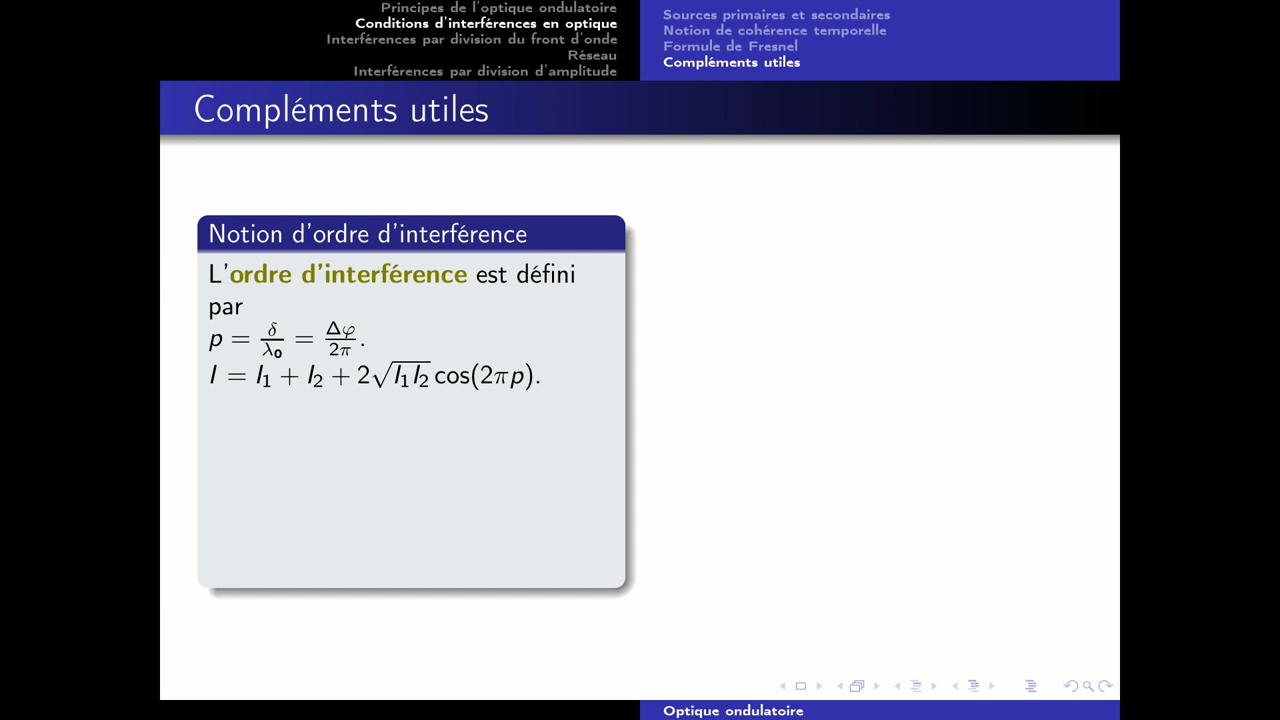 Principes de l'optique ondulatoire
Conditions d'interférences en optique
Interférences par division du front d'onde
Réseau
Interférences par division d'amplitude
Sources primaires et secondaires
Notion de cohérence temporelle
Formule de Fresnel
Compléments utiles
Compléments utiles
Notion d'ordre d'interférence
L'ordre d'interférence est défini
par
p = δ/λ₀ = Δφ/2π.
I = I₁ + I₂ + 2√(I₁I₂) cos(2πp).
Optique ondulatoire